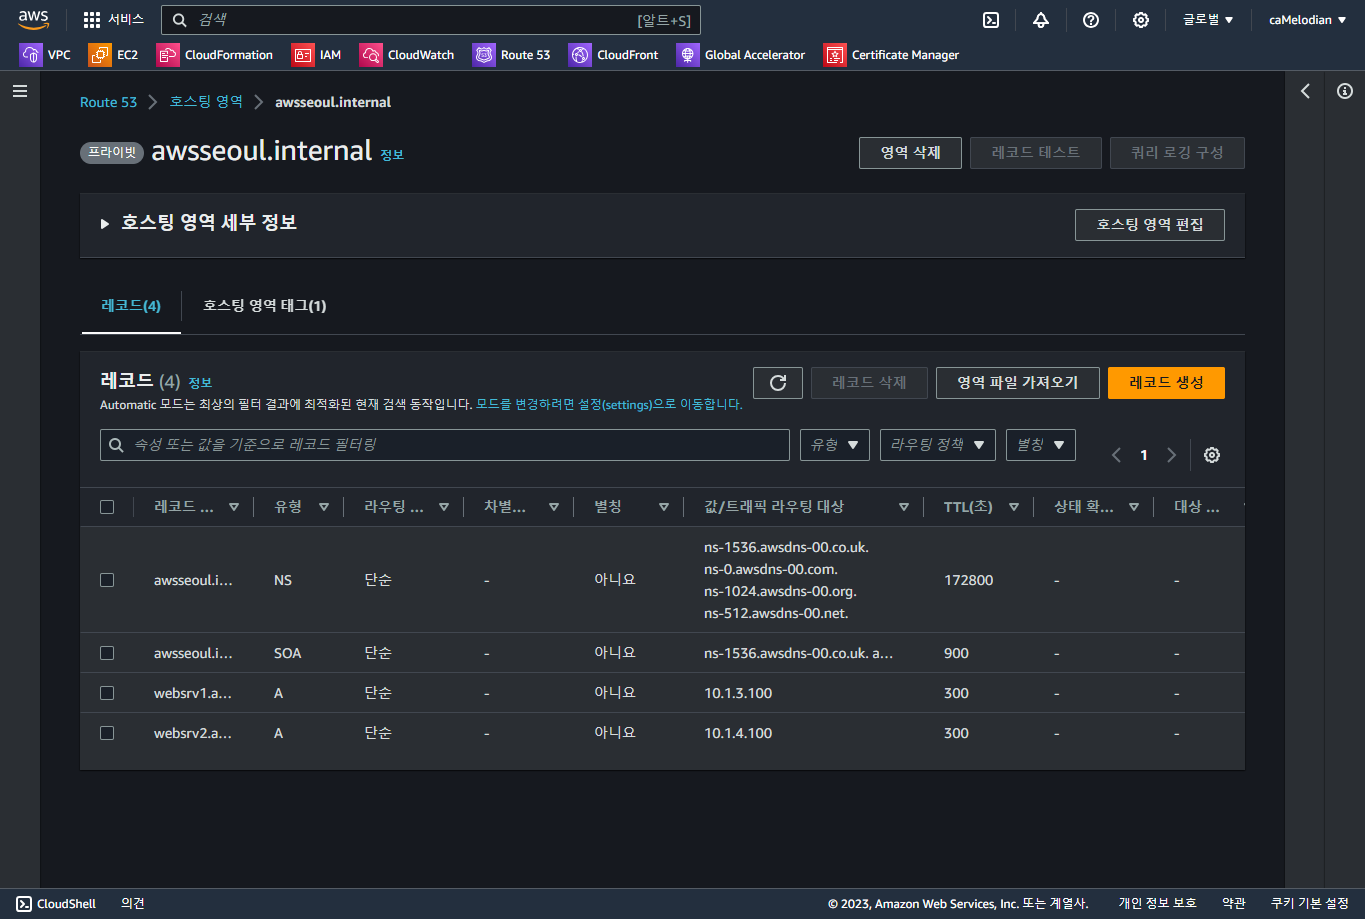 aws 서비스 검색 [알트+S] 글로벌 caMelodian
VPC EC2 CloudFormation IAM CloudWatch Route 53 CloudFront Global Accelerator Certificate Manager
Route 53 호스팅 영역 awsseoul.internal
프라이빗 awsseoul.internal 정보 영역 삭제 레코드 테스트 쿼리 로깅 구성
호스팅 영역 세부 정보 호스팅 영역 편집
레코드(4) 호스팅 영역 태그(1)
레코드 (4) 정보 레코드 삭제 영역 파일 가져오기 레코드 생성
Automatic 모드는 최상의 필터 결과에 최적화된 현재 검색 동작입니다. 모드를 변경하려면 설정(settings)으로 이동합니다.
속성 또는 값을 기준으로 레코드 필터링 유형 라우팅 정책 별칭 1
레코드 ... 유형 라우팅 ... 차별... 별칭 값/트래픽 라우팅 대상 TTL(초) 상태 확... 대상 ...
ns-1536.awsdns-00.co.uk.
ns-0.awsdns-00.com.
awsseoul.i... NS 단순 - 아니요 172800 - -
ns-1024.awsdns-00.org.
ns-512.awsdns-00.net.
awsseoul.i... SOA 단순 - 아니요 ns-1536.awsdns-00.co.uk. a... 900 - -
websrv1.a... A 단순 - 아니요 10.1.3.100 300 - -
websrv2.a... A 단순 - 아니요 10.1.4.100 300 - -
CloudShell 의견 © 2023, Amazon Web Services, Inc. 또는 계열사. 개인 정보 보호 약관 쿠키 기본 설정